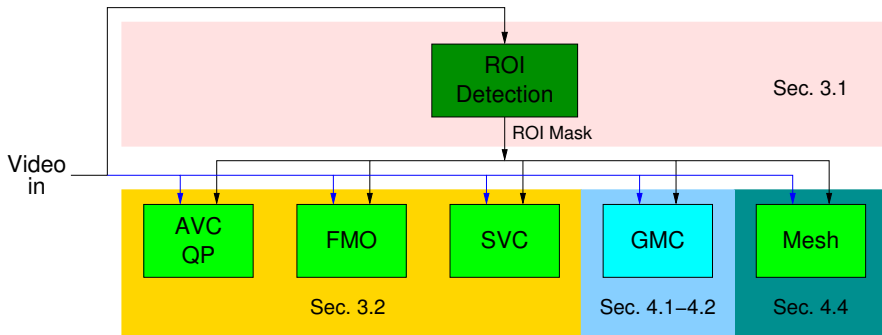 ROI
Detection
Sec. 3.1
ROI Mask
Video
in
AVC
QP
FMO
SVC
GMC
Mesh
Sec. 3.2
Sec. 4.1−4.2
Sec. 4.4